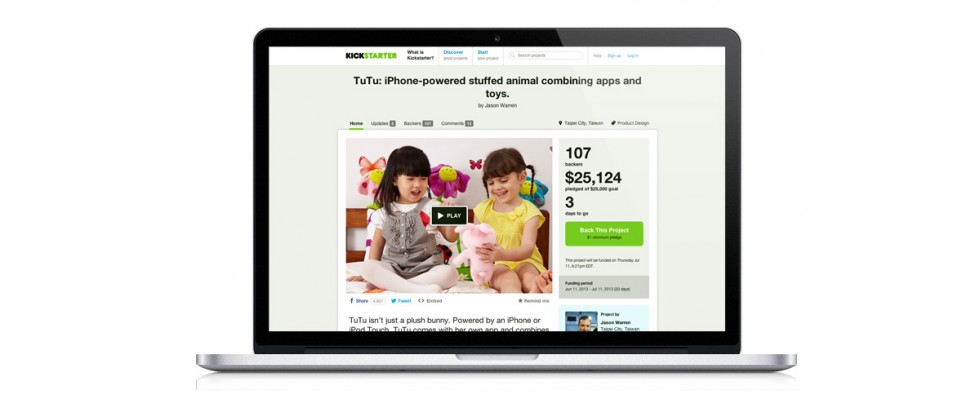 KICKSTARTER
What is
Kickstarter?
Discover
great projects
Start
your project
Search projects
Help
Sign up
Log in
TuTu: iPhone-powered stuffed animal combining apps and
toys.
by Jason Warren
Home
Updates
Backers
Comments
Taipei City, Taiwan
Product Design
PLAY
107
backers
$25,124
pledged of $25,000 goal
3
days to go
Back This Project
$1 minimum pledge
This project will be funded on Thursday Jul
11, 4:27pm EDT.
Funding period
Jun 11, 2013 - Jul 11, 2013 (30 days)
Share
Tweet
Embed
Remind me
TuTu isn't just a plush bunny. Powered by an iPhone or
iPod Touch, TuTu comes with her own app and combines
Project by
Jason Warren
Taipei City, Taiwan